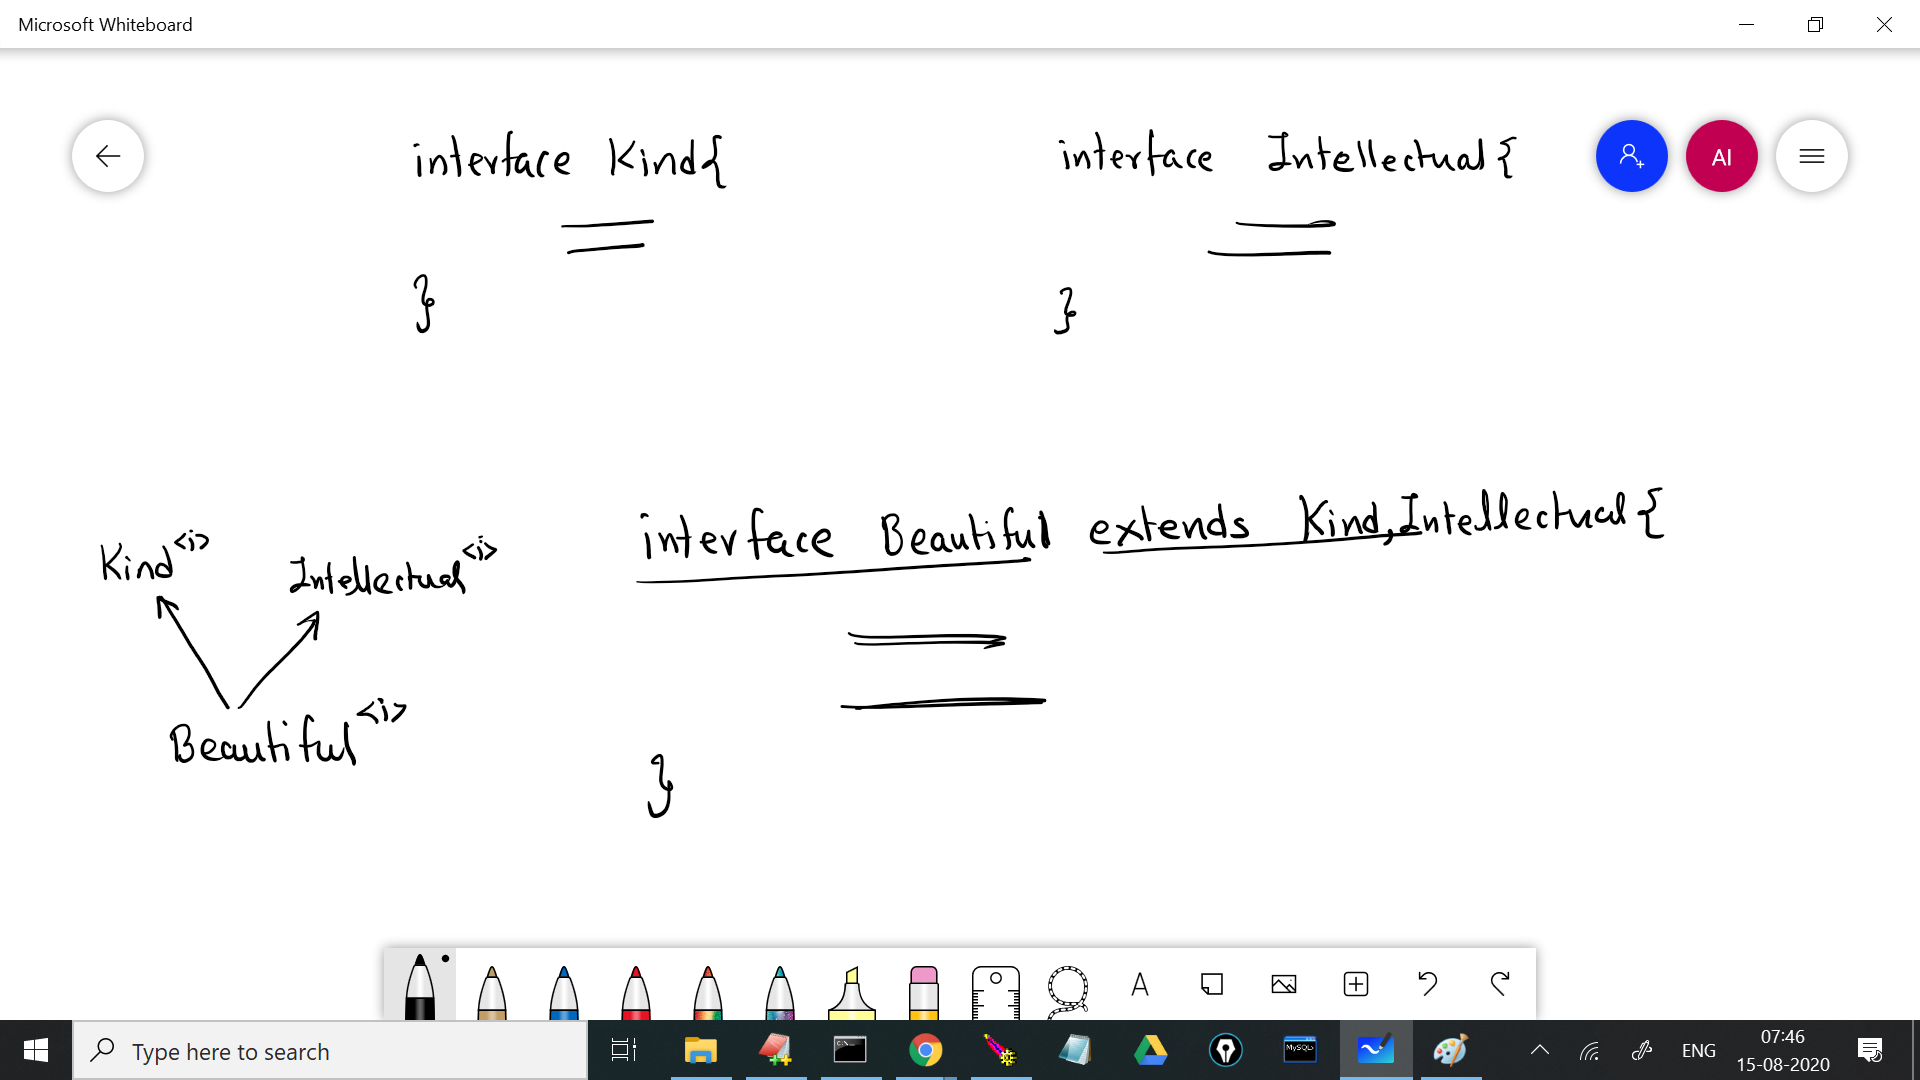 Microsoft Whiteboard
interface Kind{
}
interface Intellectual{
}
AI
Kind<i>
Intellectual<i>
Beautiful<i>
interface Beautiful extends Kind,Intellectual{
}
A
Type here to search
C:\_
MySQL
ENG
07:46
15-08-2020